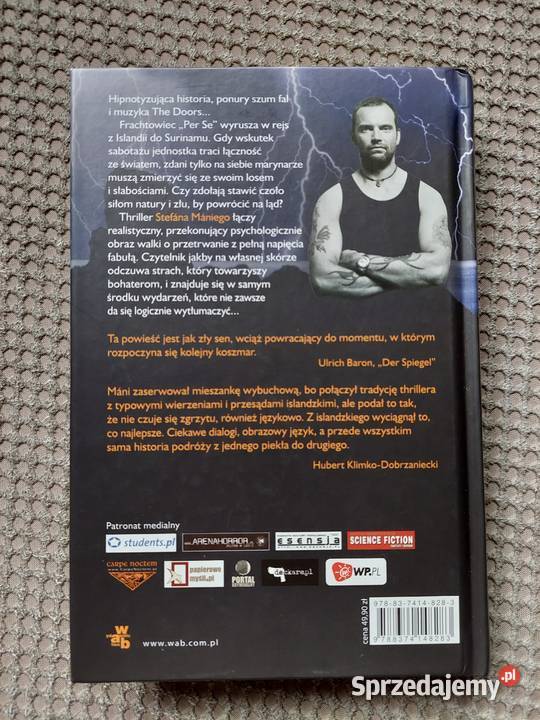 Hipnotyzująca historia, ponury szum fal
i muzyka The Doors...
Frachtowiec „Per Se” wyrusza w rejs
z Islandii do Surinamu. Gdy wskutek
sabotażu jednostka traci łączność
ze światem, zdani tylko na siebie marynarze
muszą zmierzyć się ze swoim losem
i słabościami. Czy zdołają stawić czoło
siłom natury i złu, by powrócić na ląd?
Thriller Stefána Mániego łączy
realistyczny, przekonujący psychologicznie
obraz walki o przetrwanie z pełną napięcia
fabułą. Czytelnik jakby na własnej skórze
odczuwa strach, który towarzyszy
bohaterom, i znajduje się w samym
środku wydarzeń, które nie zawsze
da się logicznie wytłumaczyć...
Ta powieść jest jak zły sen, wciąż powracający do momentu, w którym
rozpoczyna się kolejny koszmar.
Ulrich Baron, „Der Spiegel”
Máni zaserwował mieszankę wybuchową, bo połączył tradycję thrillera
z typowymi wierzeniami i przesądami islandzkimi, ale podał to tak,
że nie czuje się zgrzytu, również językowo. Z islandzkiego wyciągnął to,
co najlepsze. Ciekawe dialogi, obrazowy język, a przede wszystkim
sama historia podróży z jednego piekła do drugiego.
Hubert Klimko-Dobrzaniecki
Patronat medialny
students.pl
www.ARENAHORROR.pl
esensja
SCIENCE FICTION
CARPE NOCTEM
papierowe
myśli.pl
PORTAL
WP.PL
978-83-7414-828-3
cena 49,90 zł
9788374148283
wab
www.wab.com.pl
Sprzedajemy.pl